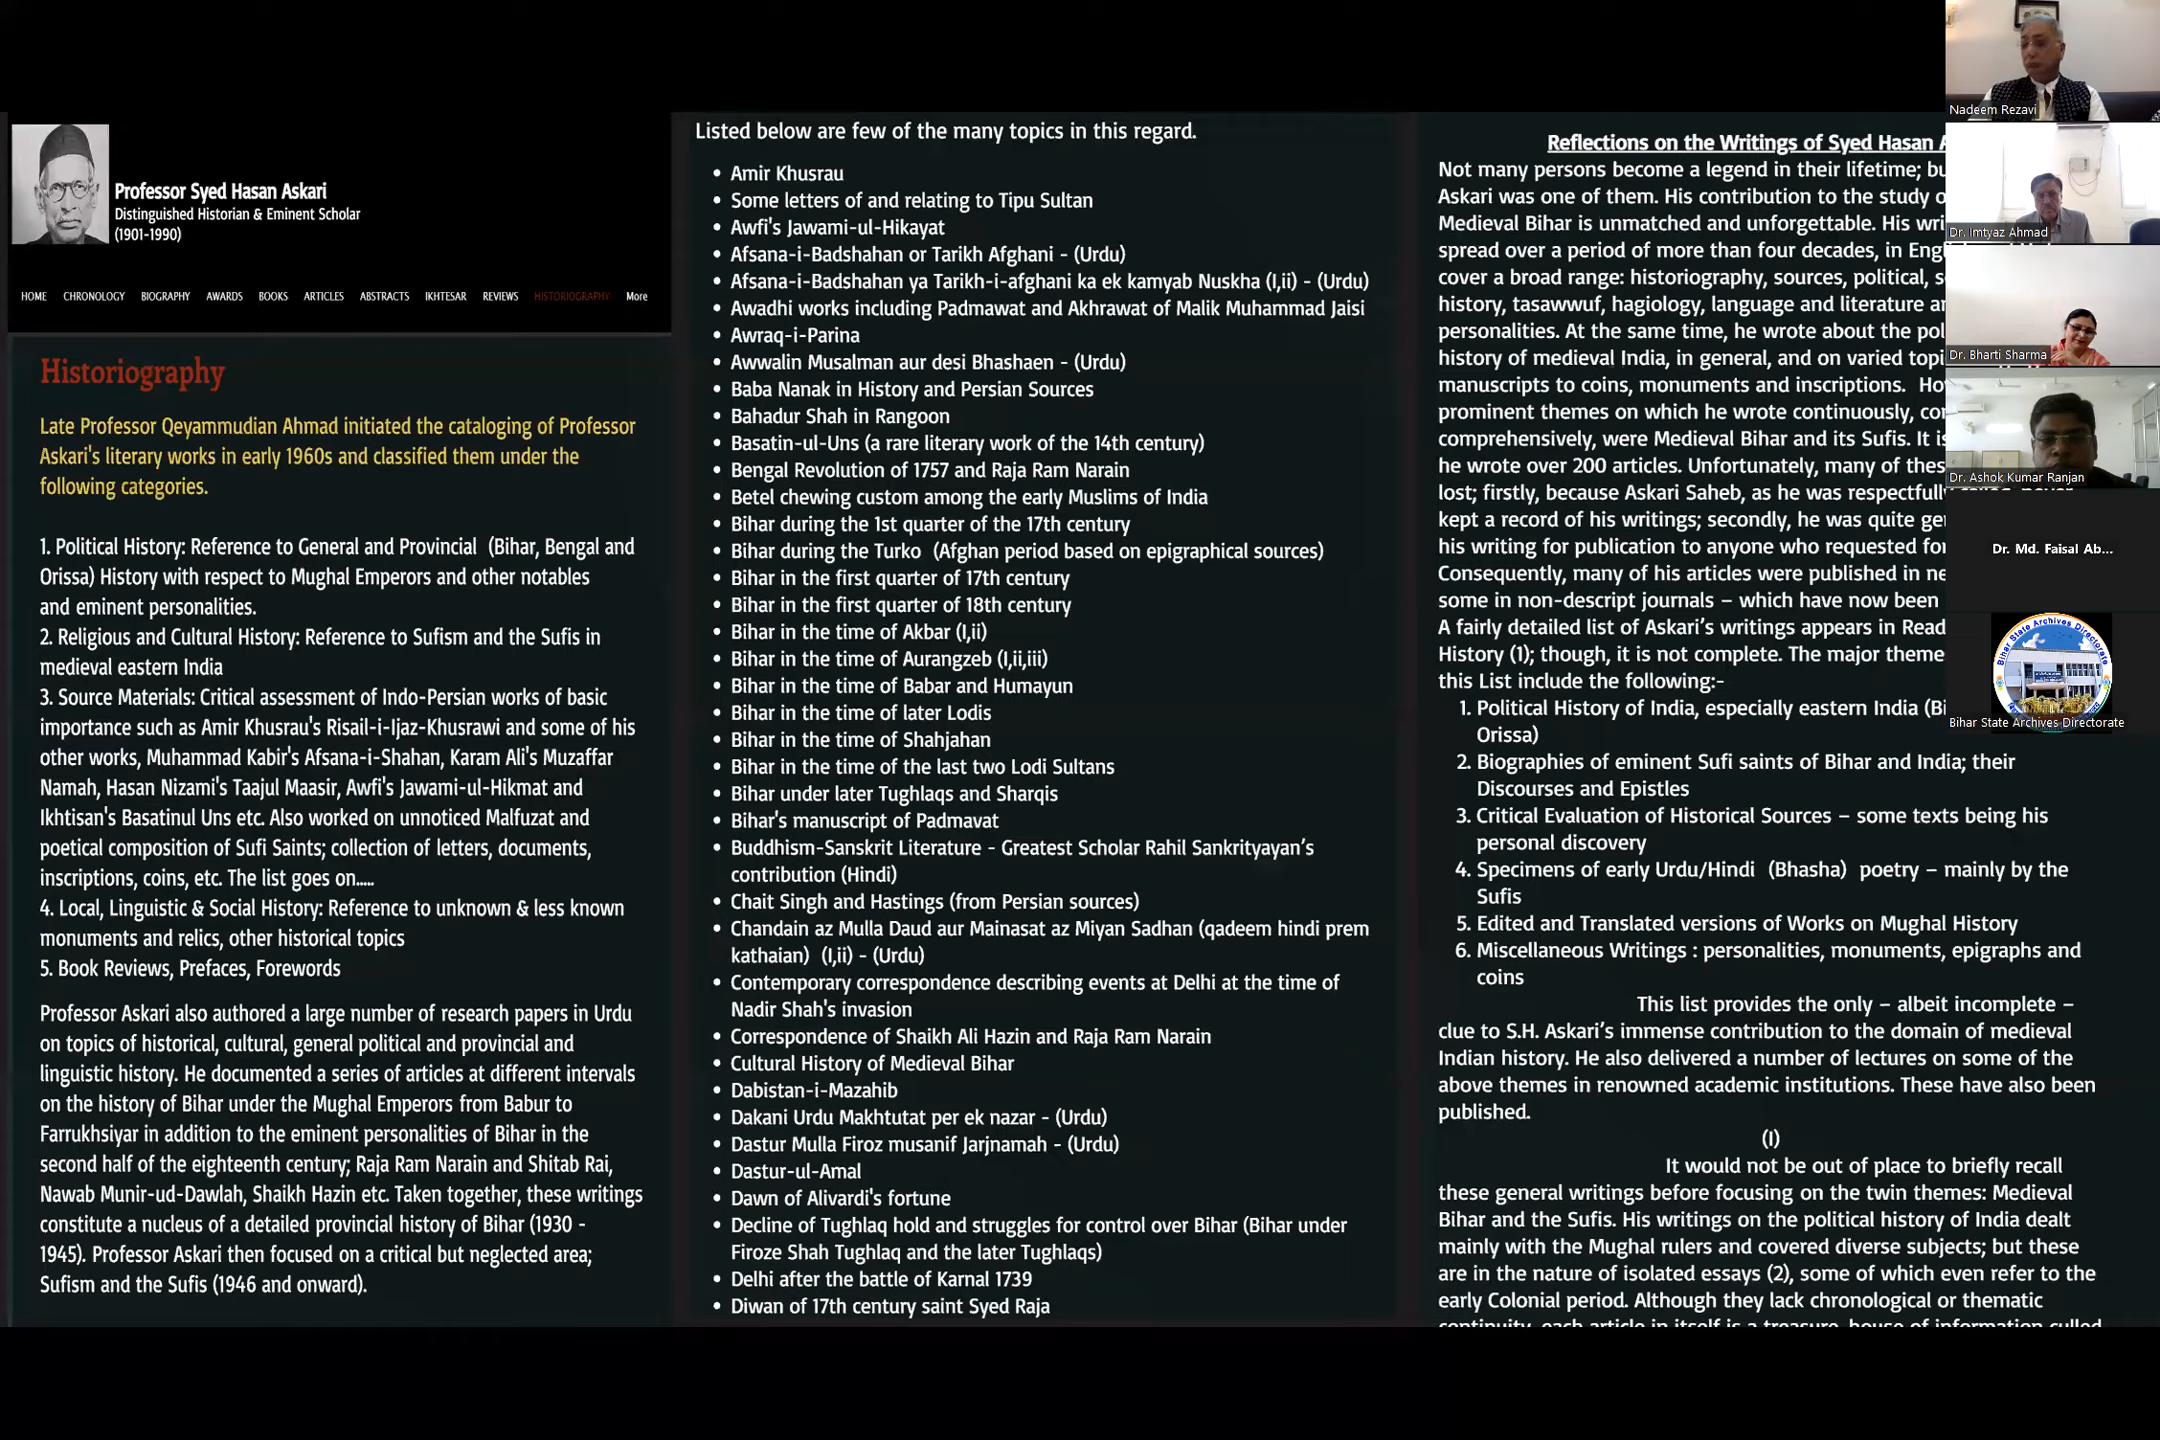 Professor Syed Hasan Askari
Distinguished Historian & Eminent Scholar
(1901-1990)
HOME CHRONOLOGY BIOGRAPHY AWARDS BOOKS ARTICLES ABSTRACTS IKHTESAR REVIEWS HISTORIOGRAPHY More
Historiography
Late Professor Qeyammudian Ahmad initiated the cataloging of Professor
Askari's literary works in early 1960s and classified them under the
following categories.
1. Political History: Reference to General and Provincial (Bihar, Bengal and
Orissa) History with respect to Mughal Emperors and other notables
and eminent personalities.
2. Religious and Cultural History: Reference to Sufism and the Sufis in
medieval eastern India
3. Source Materials: Critical assessment of Indo-Persian works of basic
importance such as Amir Khusrau's Risail-i-Ijaz-Khusrawi and some of his
other works, Muhammad Kabir's Afsana-i-Shahan, Karam Ali's Muzaffar
Namah, Hasan Nizami's Taajul Maasir, Awfi's Jawami-ul-Hikmat and
Ikhtisan's Basatinul Uns etc. Also worked on unnoticed Malfuzat and
poetical composition of Sufi Saints; collection of letters, documents,
inscriptions, coins, etc. The list goes on.....
4. Local, Linguistic & Social History: Reference to unknown & less known
monuments and relics, other historical topics
5. Book Reviews, Prefaces, Forewords
Professor Askari also authored a large number of research papers in Urdu
on topics of historical, cultural, general political and provincial and
linguistic history. He documented a series of articles at different intervals
on the history of Bihar under the Mughal Emperors from Babur to
Farrukhsiyar in addition to the eminent personalities of Bihar in the
second half of the eighteenth century; Raja Ram Narain and Shitab Rai,
Nawab Munir-ud-Dawlah, Shaikh Hazin etc. Taken together, these writings
constitute a nucleus of a detailed provincial history of Bihar (1930 -
1945). Professor Askari then focused on a critical but neglected area;
Sufism and the Sufis (1946 and onward).
Listed below are few of the many topics in this regard.
• Amir Khusrau
• Some letters of and relating to Tipu Sultan
• Awfi's Jawami-ul-Hikayat
• Afsana-i-Badshahan or Tarikh Afghani - (Urdu)
• Afsana-i-Badshahan ya Tarikh-i-afghani ka ek kamyab Nuskha (I,ii) - (Urdu)
• Awadhi works including Padmawat and Akhrawat of Malik Muhammad Jaisi
• Awraq-i-Parina
• Awwalin Musalman aur desi Bhashaen - (Urdu)
• Baba Nanak in History and Persian Sources
• Bahadur Shah in Rangoon
• Basatin-ul-Uns (a rare literary work of the 14th century)
• Bengal Revolution of 1757 and Raja Ram Narain
• Betel chewing custom among the early Muslims of India
• Bihar during the 1st quarter of the 17th century
• Bihar during the Turko (Afghan period based on epigraphical sources)
• Bihar in the first quarter of 17th century
• Bihar in the first quarter of 18th century
• Bihar in the time of Akbar (I,ii)
• Bihar in the time of Aurangzeb (I,ii,iii)
• Bihar in the time of Babar and Humayun
• Bihar in the time of later Lodis
• Bihar in the time of Shahjahan
• Bihar in the time of the last two Lodi Sultans
• Bihar under later Tughlaqs and Sharqis
• Bihar's manuscript of Padmavat
• Buddhism-Sanskrit Literature - Greatest Scholar Rahil Sankrityayan's
contribution (Hindi)
• Chait Singh and Hastings (from Persian sources)
• Chandain az Mulla Daud aur Mainasat az Miyan Sadhan (qadeem hindi prem
kathaian) (I,ii) - (Urdu)
• Contemporary correspondence describing events at Delhi at the time of
Nadir Shah's invasion
• Correspondence of Shaikh Ali Hazin and Raja Ram Narain
• Cultural History of Medieval Bihar
• Dabistan-i-Mazahib
• Dakani Urdu Makhtutat per ek nazar - (Urdu)
• Dastur Mulla Firoz musanif Jarjnamah - (Urdu)
• Dastur-ul-Amal
• Dawn of Alivardi's fortune
• Decline of Tughlaq hold and struggles for control over Bihar (Bihar under
Firoze Shah Tughlaq and the later Tughlaqs)
• Delhi after the battle of Karnal 1739
• Diwan of 17th century saint Syed Raja
Reflections on the Writings of Syed Hasan A
Not many persons become a legend in their lifetime; bu
Askari was one of them. His contribution to the study o
Medieval Bihar is unmatched and unforgettable. His wri
spread over a period of more than four decades, in Eng
cover a broad range: historiography, sources, political, s
history, tasawwuf, hagiology, language and literature an
personalities. At the same time, he wrote about the pol
history of medieval India, in general, and on varied topi
manuscripts to coins, monuments and inscriptions. Ho
prominent themes on which he wrote continuously, co
comprehensively, were Medieval Bihar and its Sufis. It is
he wrote over 200 articles. Unfortunately, many of thes
lost; firstly, because Askari Saheb, as he was respectfully
kept a record of his writings; secondly, he was quite ge
his writing for publication to anyone who requested for
Consequently, many of his articles were published in ne
some in non-descript journals – which have now been
A fairly detailed list of Askari's writings appears in Read
History (1); though, it is not complete. The major theme
this List include the following:-
1. Political History of India, especially eastern India (Bi
Orissa)
2. Biographies of eminent Sufi saints of Bihar and India; their
Discourses and Epistles
3. Critical Evaluation of Historical Sources – some texts being his
personal discovery
4. Specimens of early Urdu/Hindi (Bhasha) poetry – mainly by the
Sufis
5. Edited and Translated versions of Works on Mughal History
6. Miscellaneous Writings : personalities, monuments, epigraphs and
coins
This list provides the only – albeit incomplete –
clue to S.H. Askari's immense contribution to the domain of medieval
Indian history. He also delivered a number of lectures on some of the
above themes in renowned academic institutions. These have also been
published.
(I)
It would not be out of place to briefly recall
these general writings before focusing on the twin themes: Medieval
Bihar and the Sufis. His writings on the political history of India dealt
mainly with the Mughal rulers and covered diverse subjects; but these
are in the nature of isolated essays (2), some of which even refer to the
early Colonial period. Although they lack chronological or thematic
continuity, each article in itself is a treasure-house of information culled
Nadeem Rezavi
Dr. Imtyaz Ahmad
Dr. Bharti Sharma
Dr. Ashok Kumar Ranjan
Dr. Md. Faisal Ab...
Bihar State Archives Directorate
Bihar State Archives Directorate